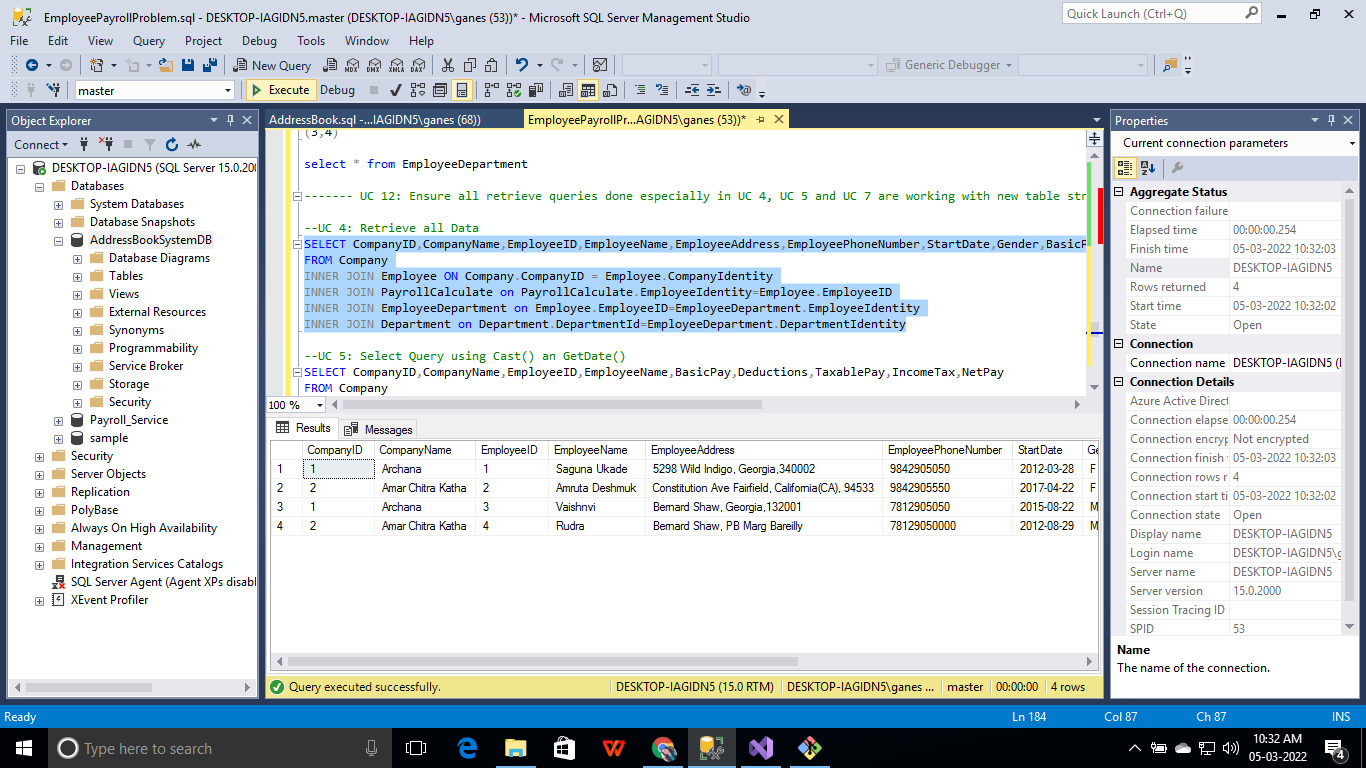 EmployeePayrollProblem.sql - DESKTOP-IAGIDN5.master (DESKTOP-IAGIDN5\ganes (53))* - Microsoft SQL Server Management Studio
Quick Launch (Ctrl+Q)
File Edit View Query Project Debug Tools Window Help
New Query MDX DMX XMLA DAX Generic Debugger
master Execute Debug
Object Explorer
Connect
DESKTOP-IAGIDN5 (SQL Server 15.0.200
Databases
System Databases
Database Snapshots
AddressBookSystemDB
Database Diagrams
Tables
Views
External Resources
Synonyms
Programmability
Service Broker
Storage
Security
Payroll_Service
sample
Security
Server Objects
Replication
PolyBase
Always On High Availability
Management
Integration Services Catalogs
SQL Server Agent (Agent XPs disabl
XEvent Profiler
AddressBook.sql -...IAGIDN5\ganes (68)) EmployeePayrollPr...AGIDN5\ganes (53))*
(3,4)
select * from EmployeeDepartment
------- UC 12: Ensure all retrieve queries done especially in UC 4, UC 5 and UC 7 are working with new table str
--UC 4: Retrieve all Data
SELECT CompanyID,CompanyName,EmployeeID,EmployeeName,EmployeeAddress,EmployeePhoneNumber,StartDate,Gender,BasicP
FROM Company
INNER JOIN Employee ON Company.CompanyID = Employee.CompanyIdentity
INNER JOIN PayrollCalculate on PayrollCalculate.EmployeeIdentity=Employee.EmployeeID
INNER JOIN EmployeeDepartment on Employee.EmployeeID=EmployeeDepartment.EmployeeIdentity
INNER JOIN Department on Department.DepartmentId=EmployeeDepartment.DepartmentIdentity
--UC 5: Select Query using Cast() an GetDate()
SELECT CompanyID,CompanyName,EmployeeID,EmployeeName,BasicPay,Deductions,TaxablePay,IncomeTax,NetPay
FROM Company
100 %
Results Messages
CompanyID CompanyName EmployeeID EmployeeName EmployeeAddress EmployeePhoneNumber StartDate Ge
1 1 Archana 1 Saguna Ukade 5298 Wild Indigo, Georgia,340002 9842905050 2012-03-28 F
2 2 Amar Chitra Katha 2 Amruta Deshmuk Constitution Ave Fairfield, California(CA), 94533 9842905550 2017-04-22 F
3 1 Archana 3 Vaishnvi Bernard Shaw, Georgia,132001 7812905050 2015-08-22 M
4 2 Amar Chitra Katha 4 Rudra Bernard Shaw, PB Marg Bareilly 78129050000 2012-08-29 M
Query executed successfully. DESKTOP-IAGIDN5 (15.0 RTM) DESKTOP-IAGIDN5\ganes ... master 00:00:00 4 rows
Properties
Current connection parameters
Aggregate Status
Connection failure
Elapsed time 00:00:00.254
Finish time 05-03-2022 10:32:03
Name DESKTOP-IAGIDN5
Rows returned 4
Start time 05-03-2022 10:32:02
State Open
Connection
Connection name DESKTOP-IAGIDN5 (
Connection Details
Azure Active Direct
Connection elapse 00:00:00.254
Connection encryp Not encrypted
Connection finish 05-03-2022 10:32:03
Connection rows r 4
Connection start ti 05-03-2022 10:32:02
Connection state Open
Display name DESKTOP-IAGIDN5
Login name DESKTOP-IAGIDN5\g
Server name DESKTOP-IAGIDN5
Server version 15.0.2000
Session Tracing ID
SPID 53
Name
The name of the connection.
Ready Ln 184 Col 87 Ch 87 INS
Type here to search
10:32 AM
05-03-2022
4